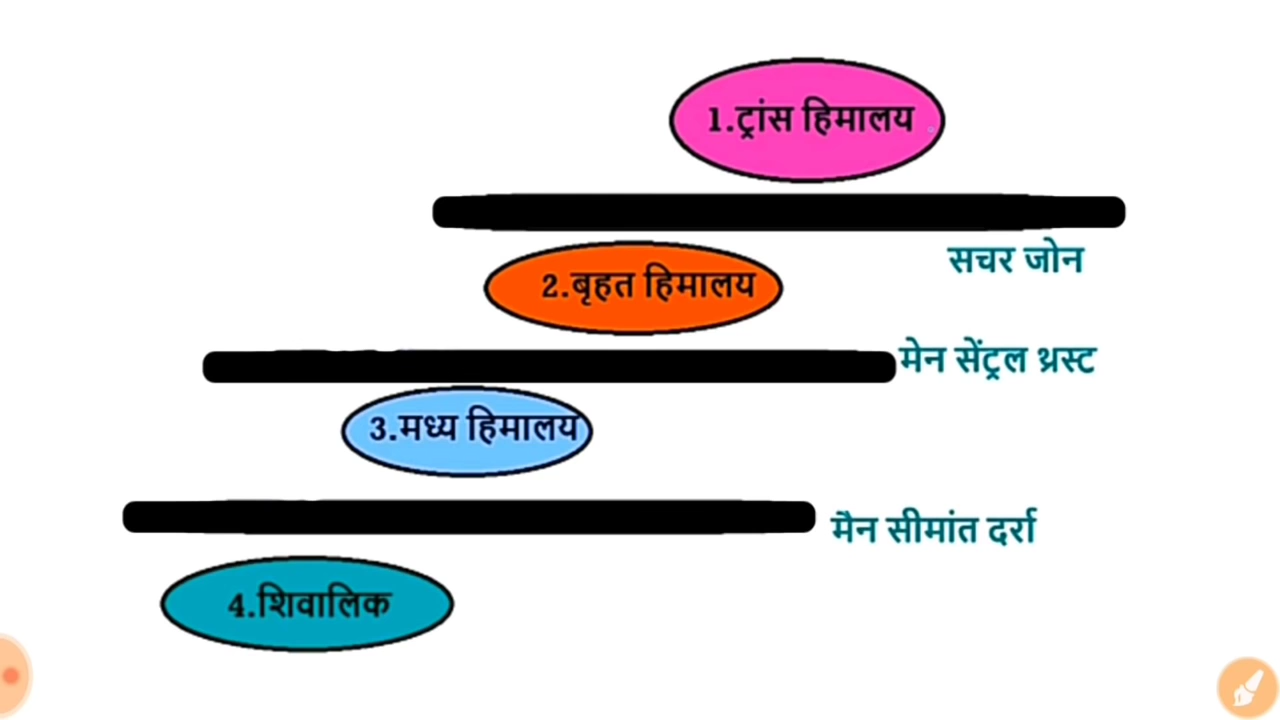 1.ट्रांस हिमालय
सचर जोन
2.बृहत हिमालय
मेन सेंट्रल थ्रस्ट
3.मध्य हिमालय
मैन सीमांत दर्रा
4.शिवालिक